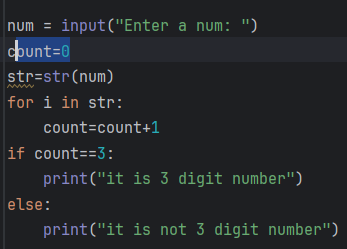 num = input("Enter a num: ")
count=0
str=str(num)
for i in str:
    count=count+1
if count==3:
    print("it is 3 digit number")
else:
    print("it is not 3 digit number")